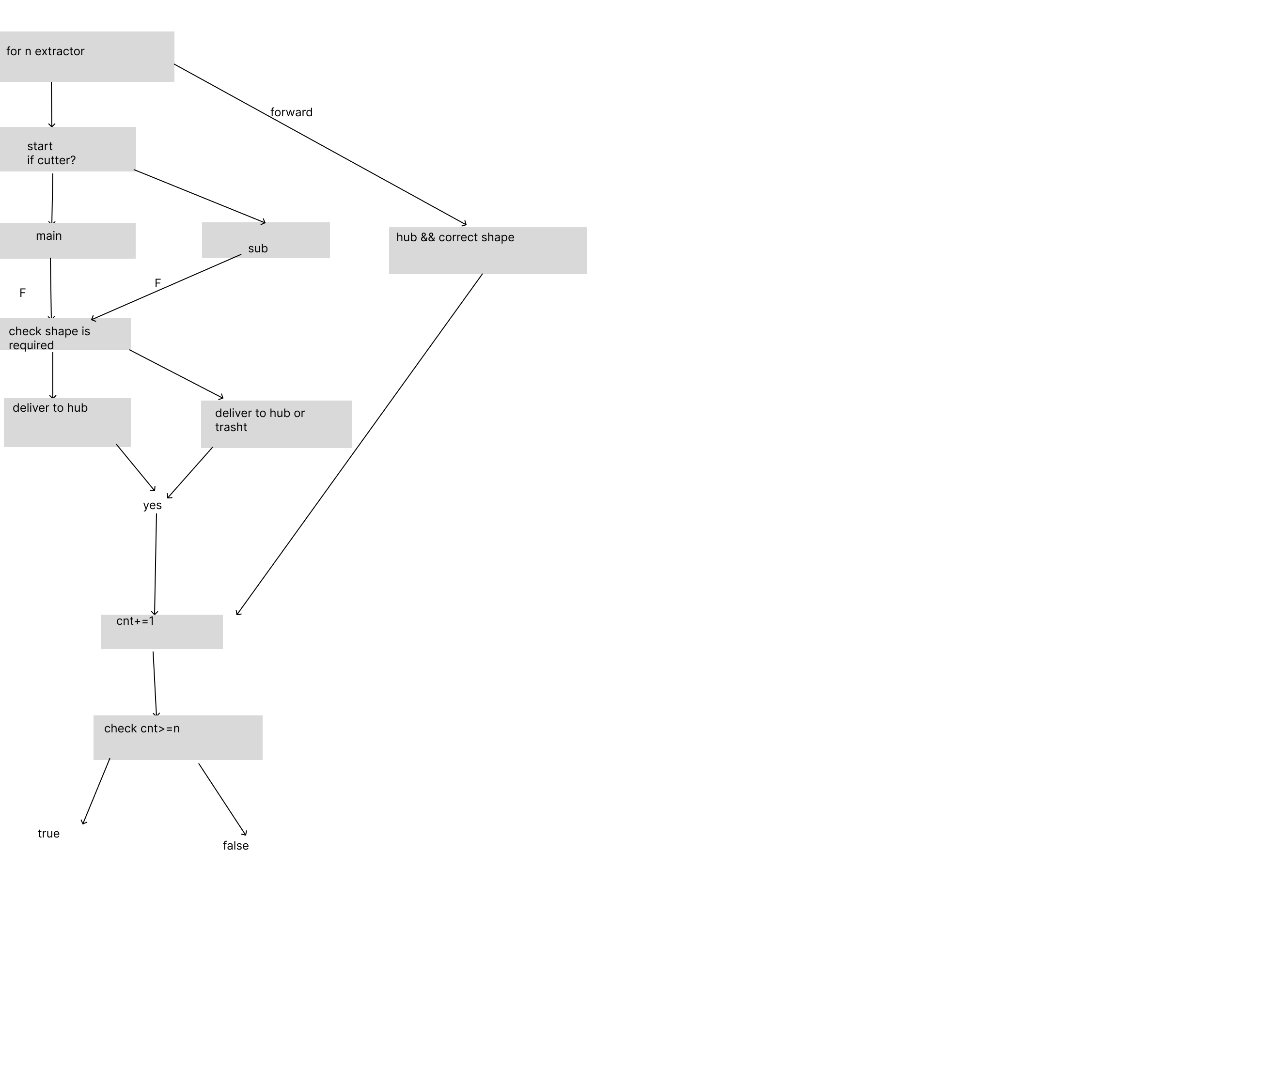 for n extractor
forward
start
if cutter?
main
sub
hub && correct shape
F
F
check shape is
required
deliver to hub
deliver to hub or
trasht
yes
cnt+=1
check cnt>=n
true
false